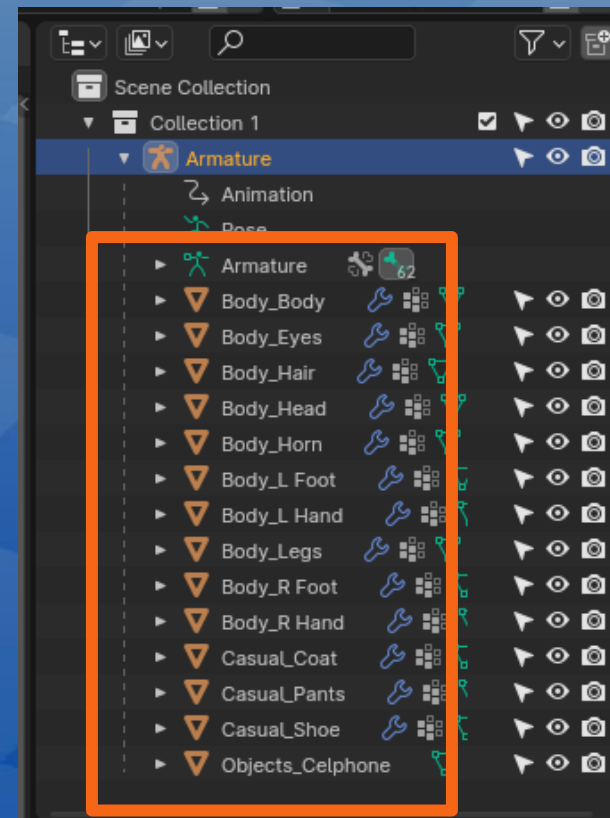 Scene Collection
Collection 1
Armature
Animation
Pose
Armature 62
Body_Body
Body_Eyes
Body_Hair
Body_Head
Body_Horn
Body_L Foot
Body_L Hand
Body_Legs
Body_R Foot
Body_R Hand
Casual_Coat
Casual_Pants
Casual_Shoe
Objects_Celphone